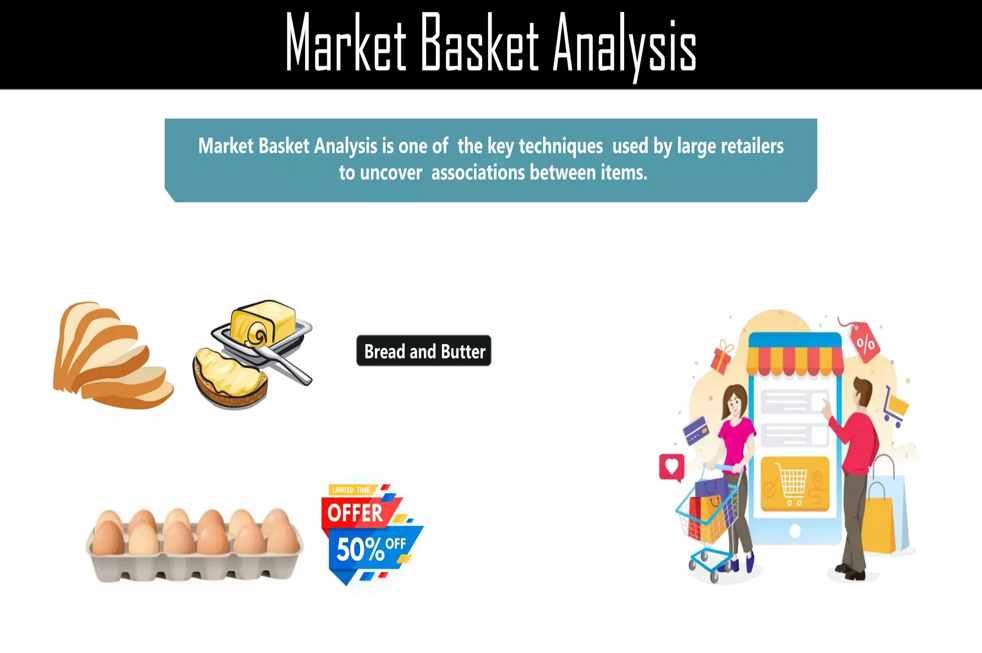 Market Basket Analysis
Market Basket Analysis is one of the key techniques used by large retailers
to uncover associations between items.
Bread and Butter
%
LIMITED TIME
OFFER
50% OFF